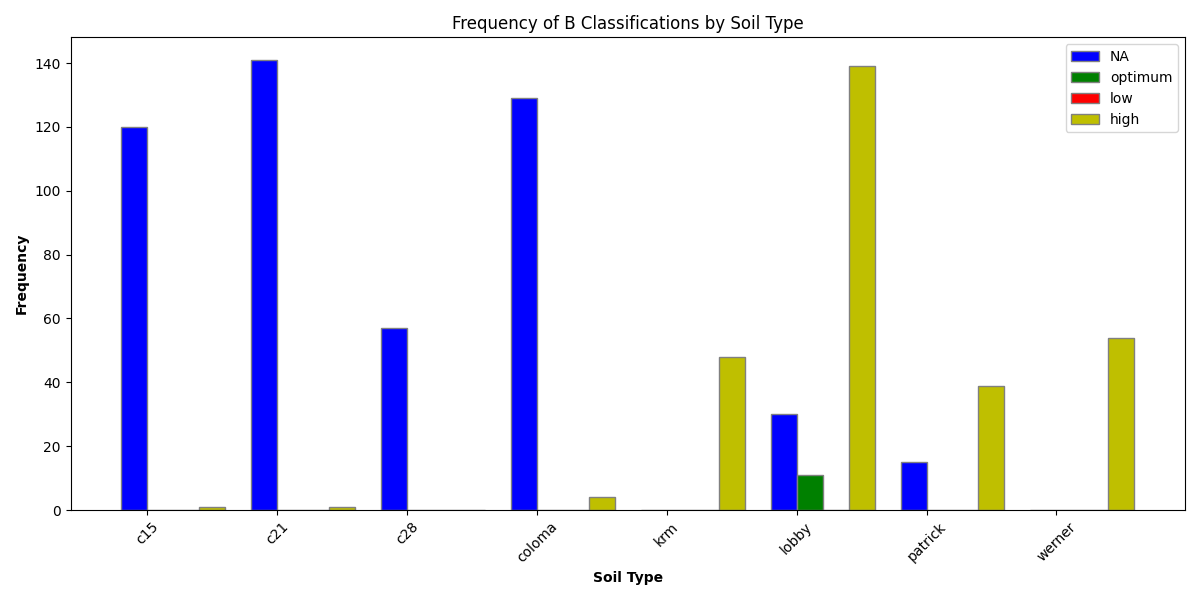 Frequency of B Classifications by Soil Type
NA
optimum
low
high
Frequency
140
120
100
80
60
40
20
0
c15
c21
c28
coloma
krm
lobby
patrick
werner
Soil Type